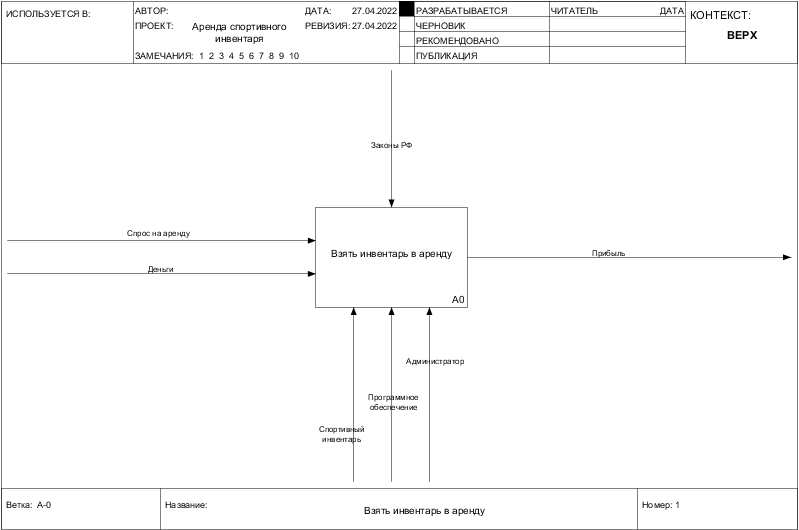 ИСПОЛЬЗУЕТСЯ В:
АВТОР:
ДАТА: 27.04.2022
РАЗРАБАТЫВАЕТСЯ
ЧИТАТЕЛЬ
ДАТА
КОНТЕКСТ:
ПРОЕКТ:
Аренда спортивного
инвентаря
РЕВИЗИЯ: 27.04.2022
ЧЕРНОВИК
ВЕРХ
РЕКОМЕНДОВАНО
ЗАМЕЧАНИЯ: 1 2 3 4 5 6 7 8 9 10
ПУБЛИКАЦИЯ
Законы РФ
Спрос на аренду
Взять инвентарь в аренду
Прибыль
Деньги
A0
Администратор
Программное
обеспечение
Спортивный
инвентарь
Ветка: A-0
Название:
Взять инвентарь в аренду
Номер: 1